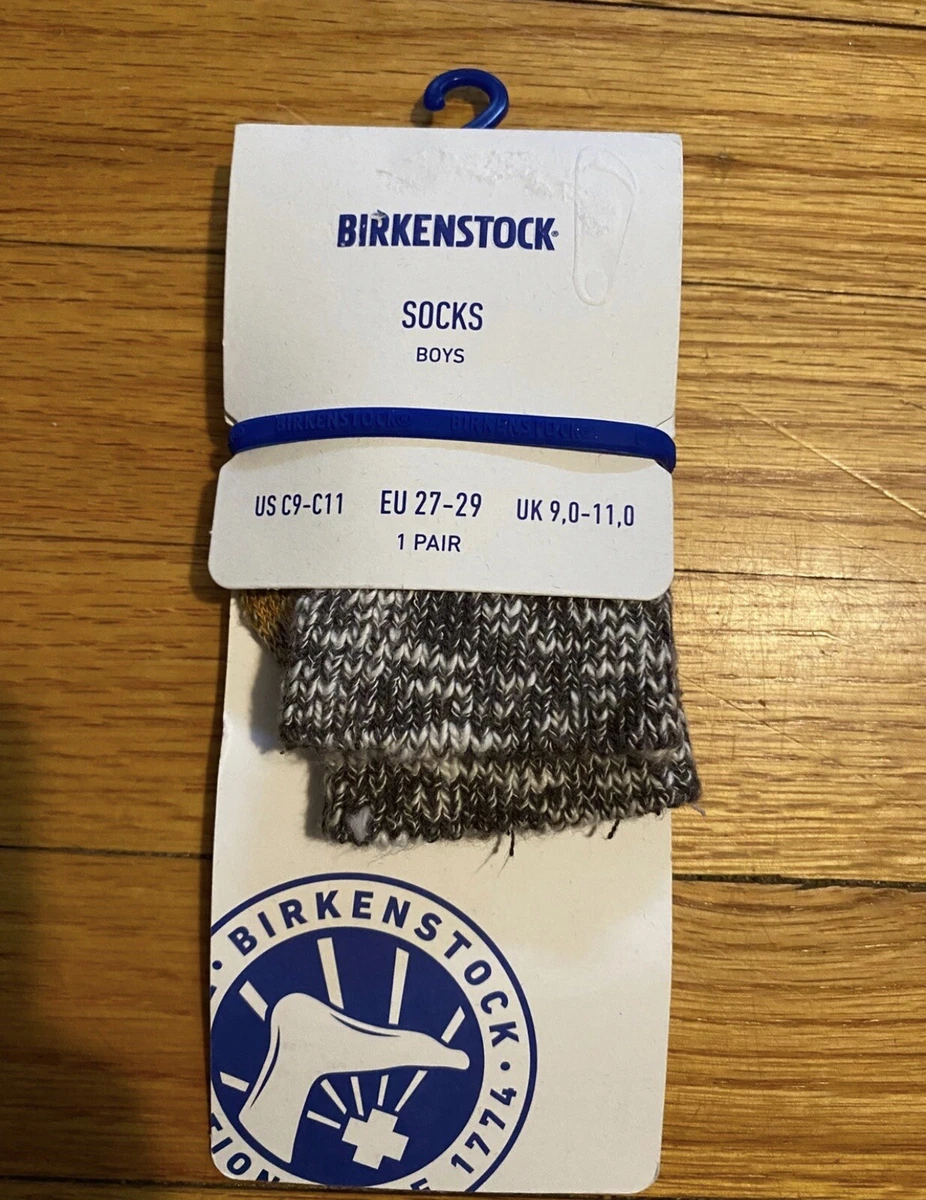 BIRKENSTOCK®
SOCKS
BOYS
BIRKENSTOCK® BIRKENSTOCK®
US C9-C11 EU 27-29 UK 9,0-11,0
1 PAIR
• BIRKENSTOCK • 1774
TION